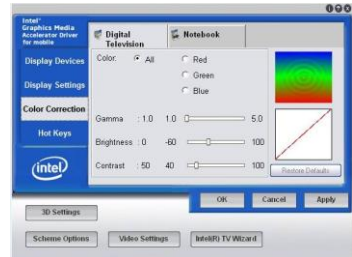 Intel®
Graphics Media
Accelerator Driver
for mobile
Digital
Television
Notebook
Display Devices
Display Settings
Color Correction
Hot Keys
intel
Color: All Red
Green
Blue
Gamma : 1.0 1.0 5.0
Brightness : 0 -60 100
Contrast : 50 40 100
Restore Defaults
OK Cancel Apply
3D Settings
Scheme Options Video Settings Intel(R) TV Wizard